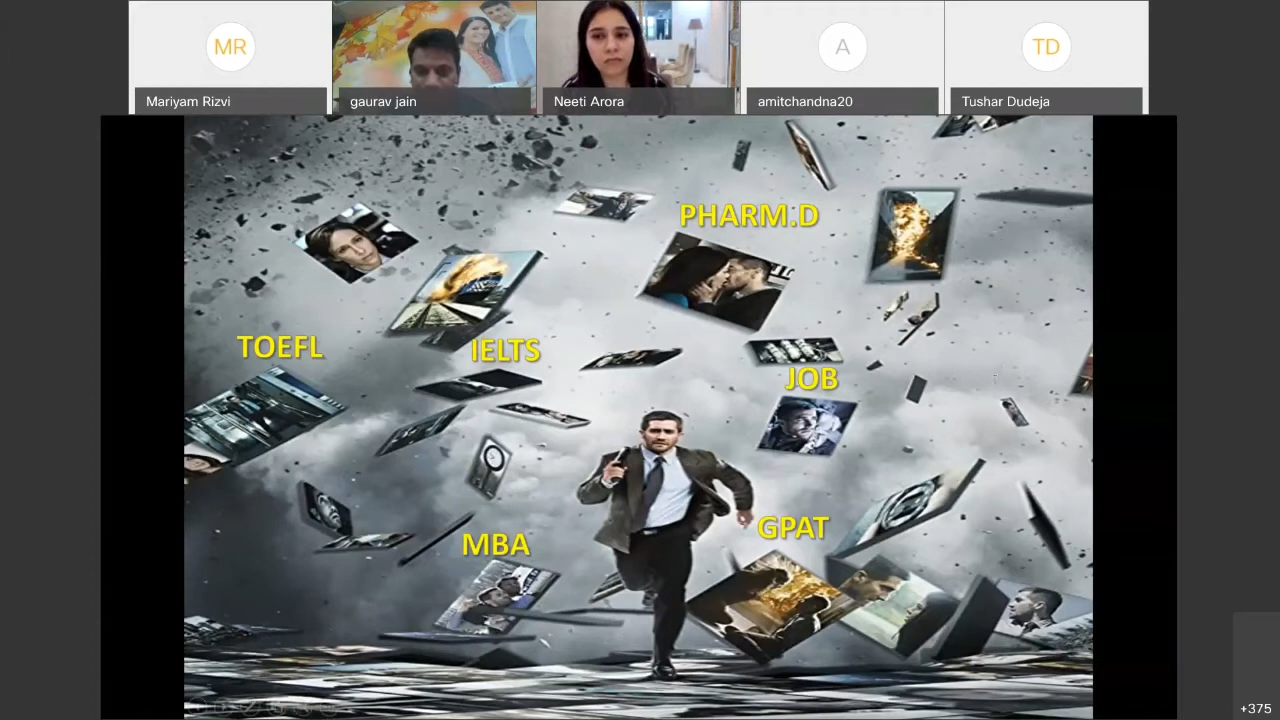 MR
A
TD
Mariyam Rizvi
gaurav jain
Neeti Arora
amitchandna20
Tushar Dudeja
PHARM.D
TOEFL
IELTS
JOB
GPAT
MBA
+375